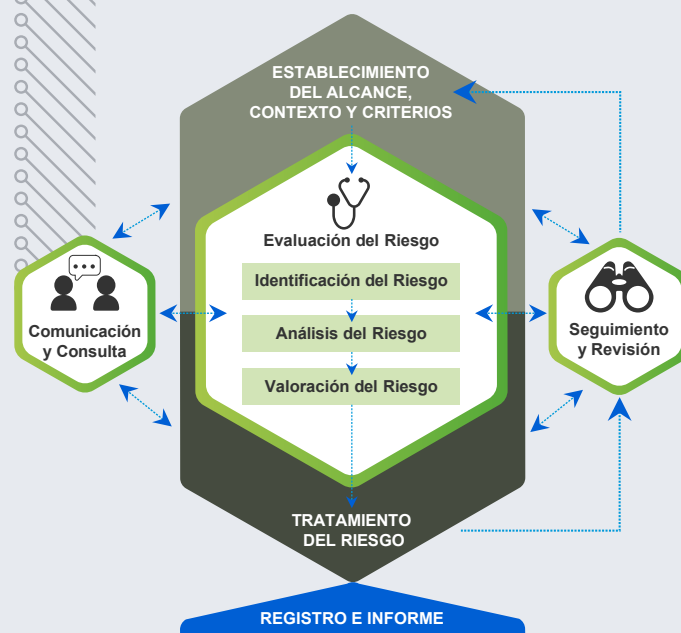 ESTABLECIMIENTO
DEL ALCANCE,
CONTEXTO Y CRITERIOS
Evaluación del Riesgo
Identificación del Riesgo
Análisis del Riesgo
Valoración del Riesgo
Comunicación
y Consulta
Seguimiento
y Revisión
TRATAMIENTO
DEL RIESGO
REGISTRO E INFORME